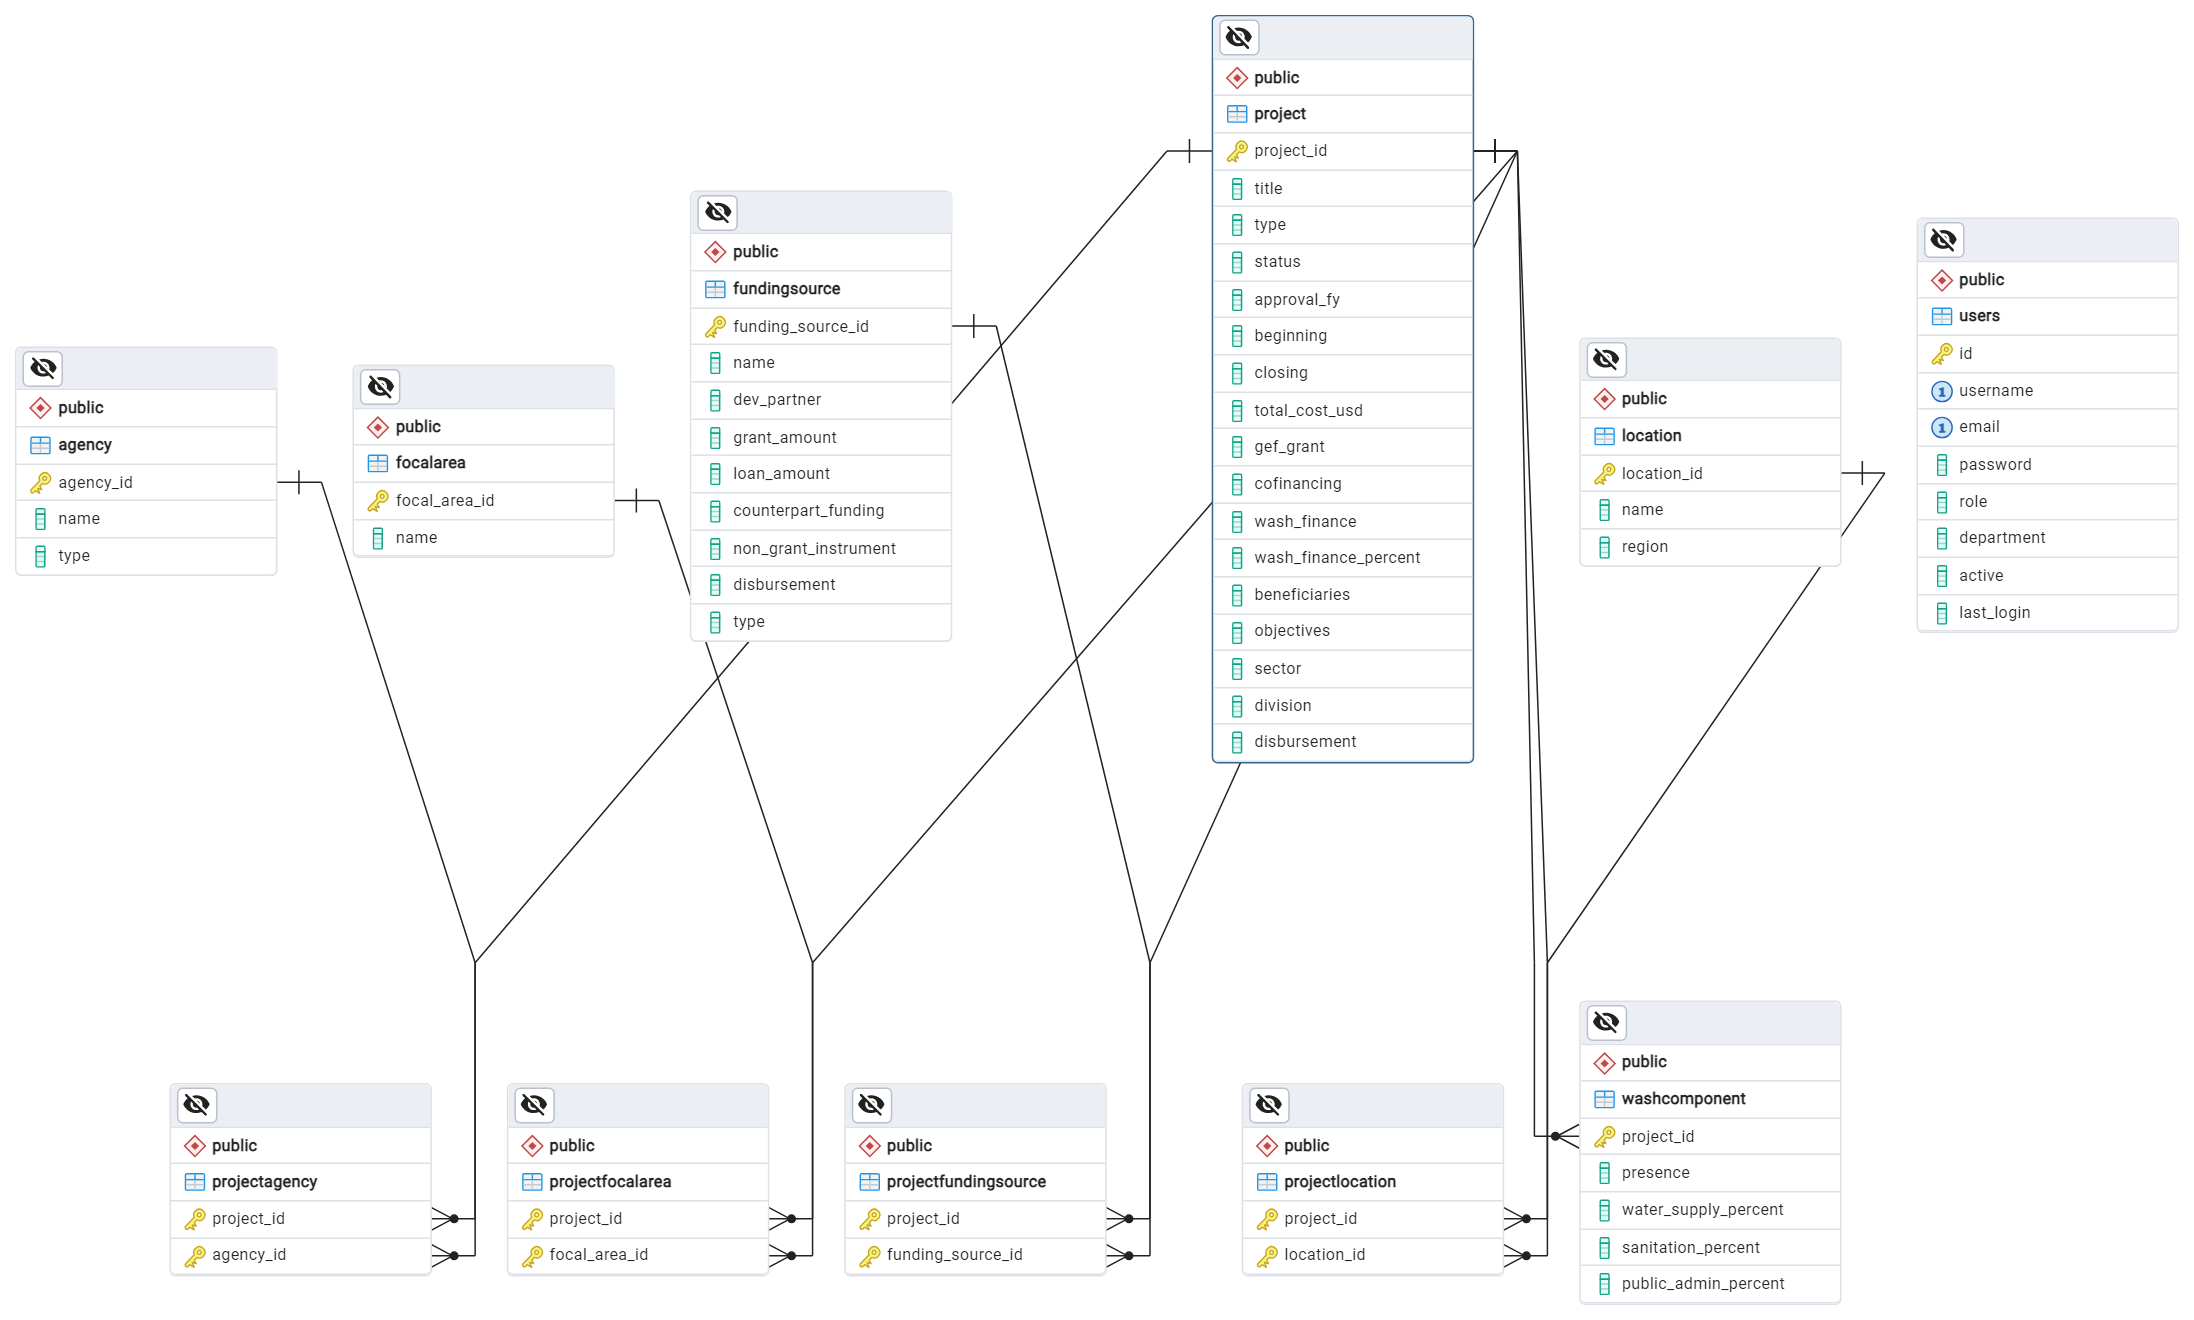 public
project
project_id
title
type
status
approval_fy
beginning
closing
total_cost_usd
gef_grant
cofinancing
wash_finance
wash_finance_percent
beneficiaries
objectives
sector
division
disbursement
public
fundingsource
funding_source_id
name
dev_partner
grant_amount
loan_amount
counterpart_funding
non_grant_instrument
disbursement
type
public
users
id
1 username
1 email
password
role
department
active
last_login
public
location
location_id
name
region
public
agency
agency_id
name
type
public
focalarea
focal_area_id
name
public
washcomponent
project_id
presence
water_supply_percent
sanitation_percent
public_admin_percent
public
projectagency
project_id
agency_id
public
projectfocalarea
project_id
focal_area_id
public
projectfundingsource
project_id
funding_source_id
public
projectlocation
project_id
location_id